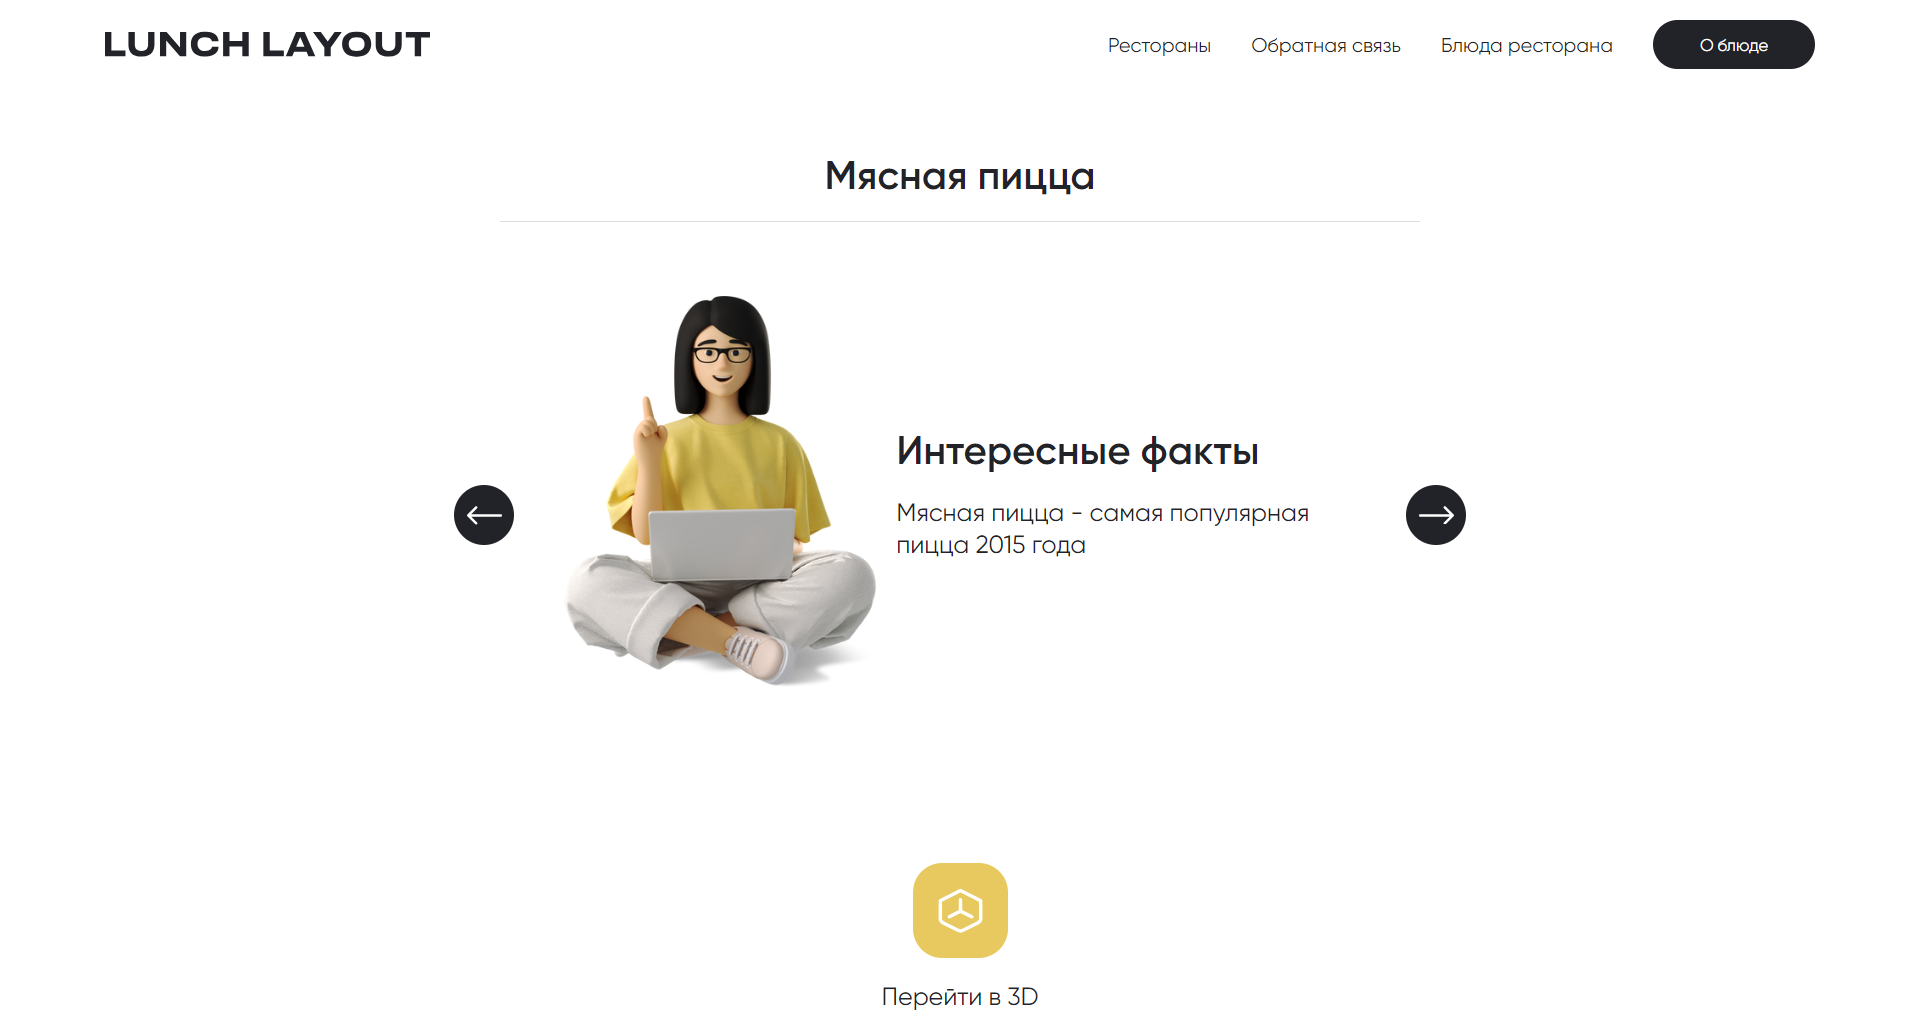 LUNCH LAYOUT
Рестораны
Обратная связь
Блюда ресторана
О блюде
Мясная пицца
Интересные факты
Мясная пицца - самая популярная
пицца 2015 года
Перейти в 3D